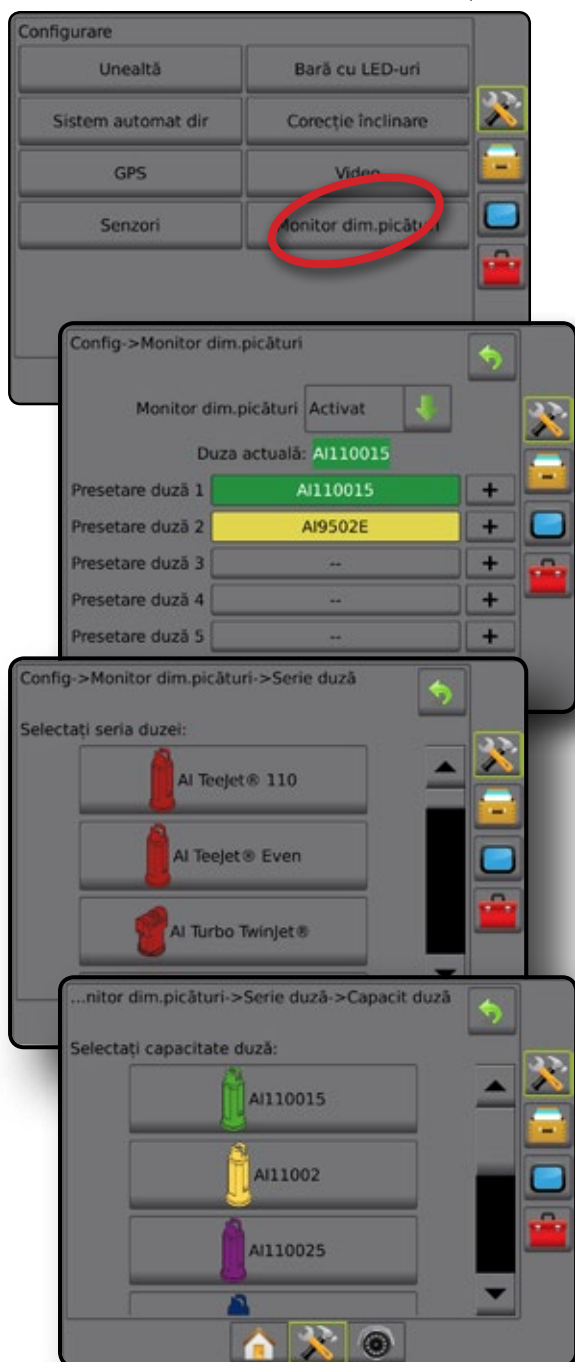 Configurare
Unealtă Bară cu LED-uri
Sistem automat dir Corecție înclinare
GPS Video
Senzori Monitor dim.picături
Config->Monitor dim.picături
Monitor dim.picături Activat
Duza actuală: AI110015
Presetare duză 1 AI110015 +
Presetare duză 2 AI9502E +
Presetare duză 3 -- +
Presetare duză 4 -- +
Presetare duză 5 -- +
Config->Monitor dim.picături->Serie duză
Selectați seria duzei:
AI TeeJet® 110
AI TeeJet® Even
AI Turbo TwinJet®
...nitor dim.picături->Serie duză->Capacit duză
Selectați capacitate duză:
AI110015
AI11002
AI110025